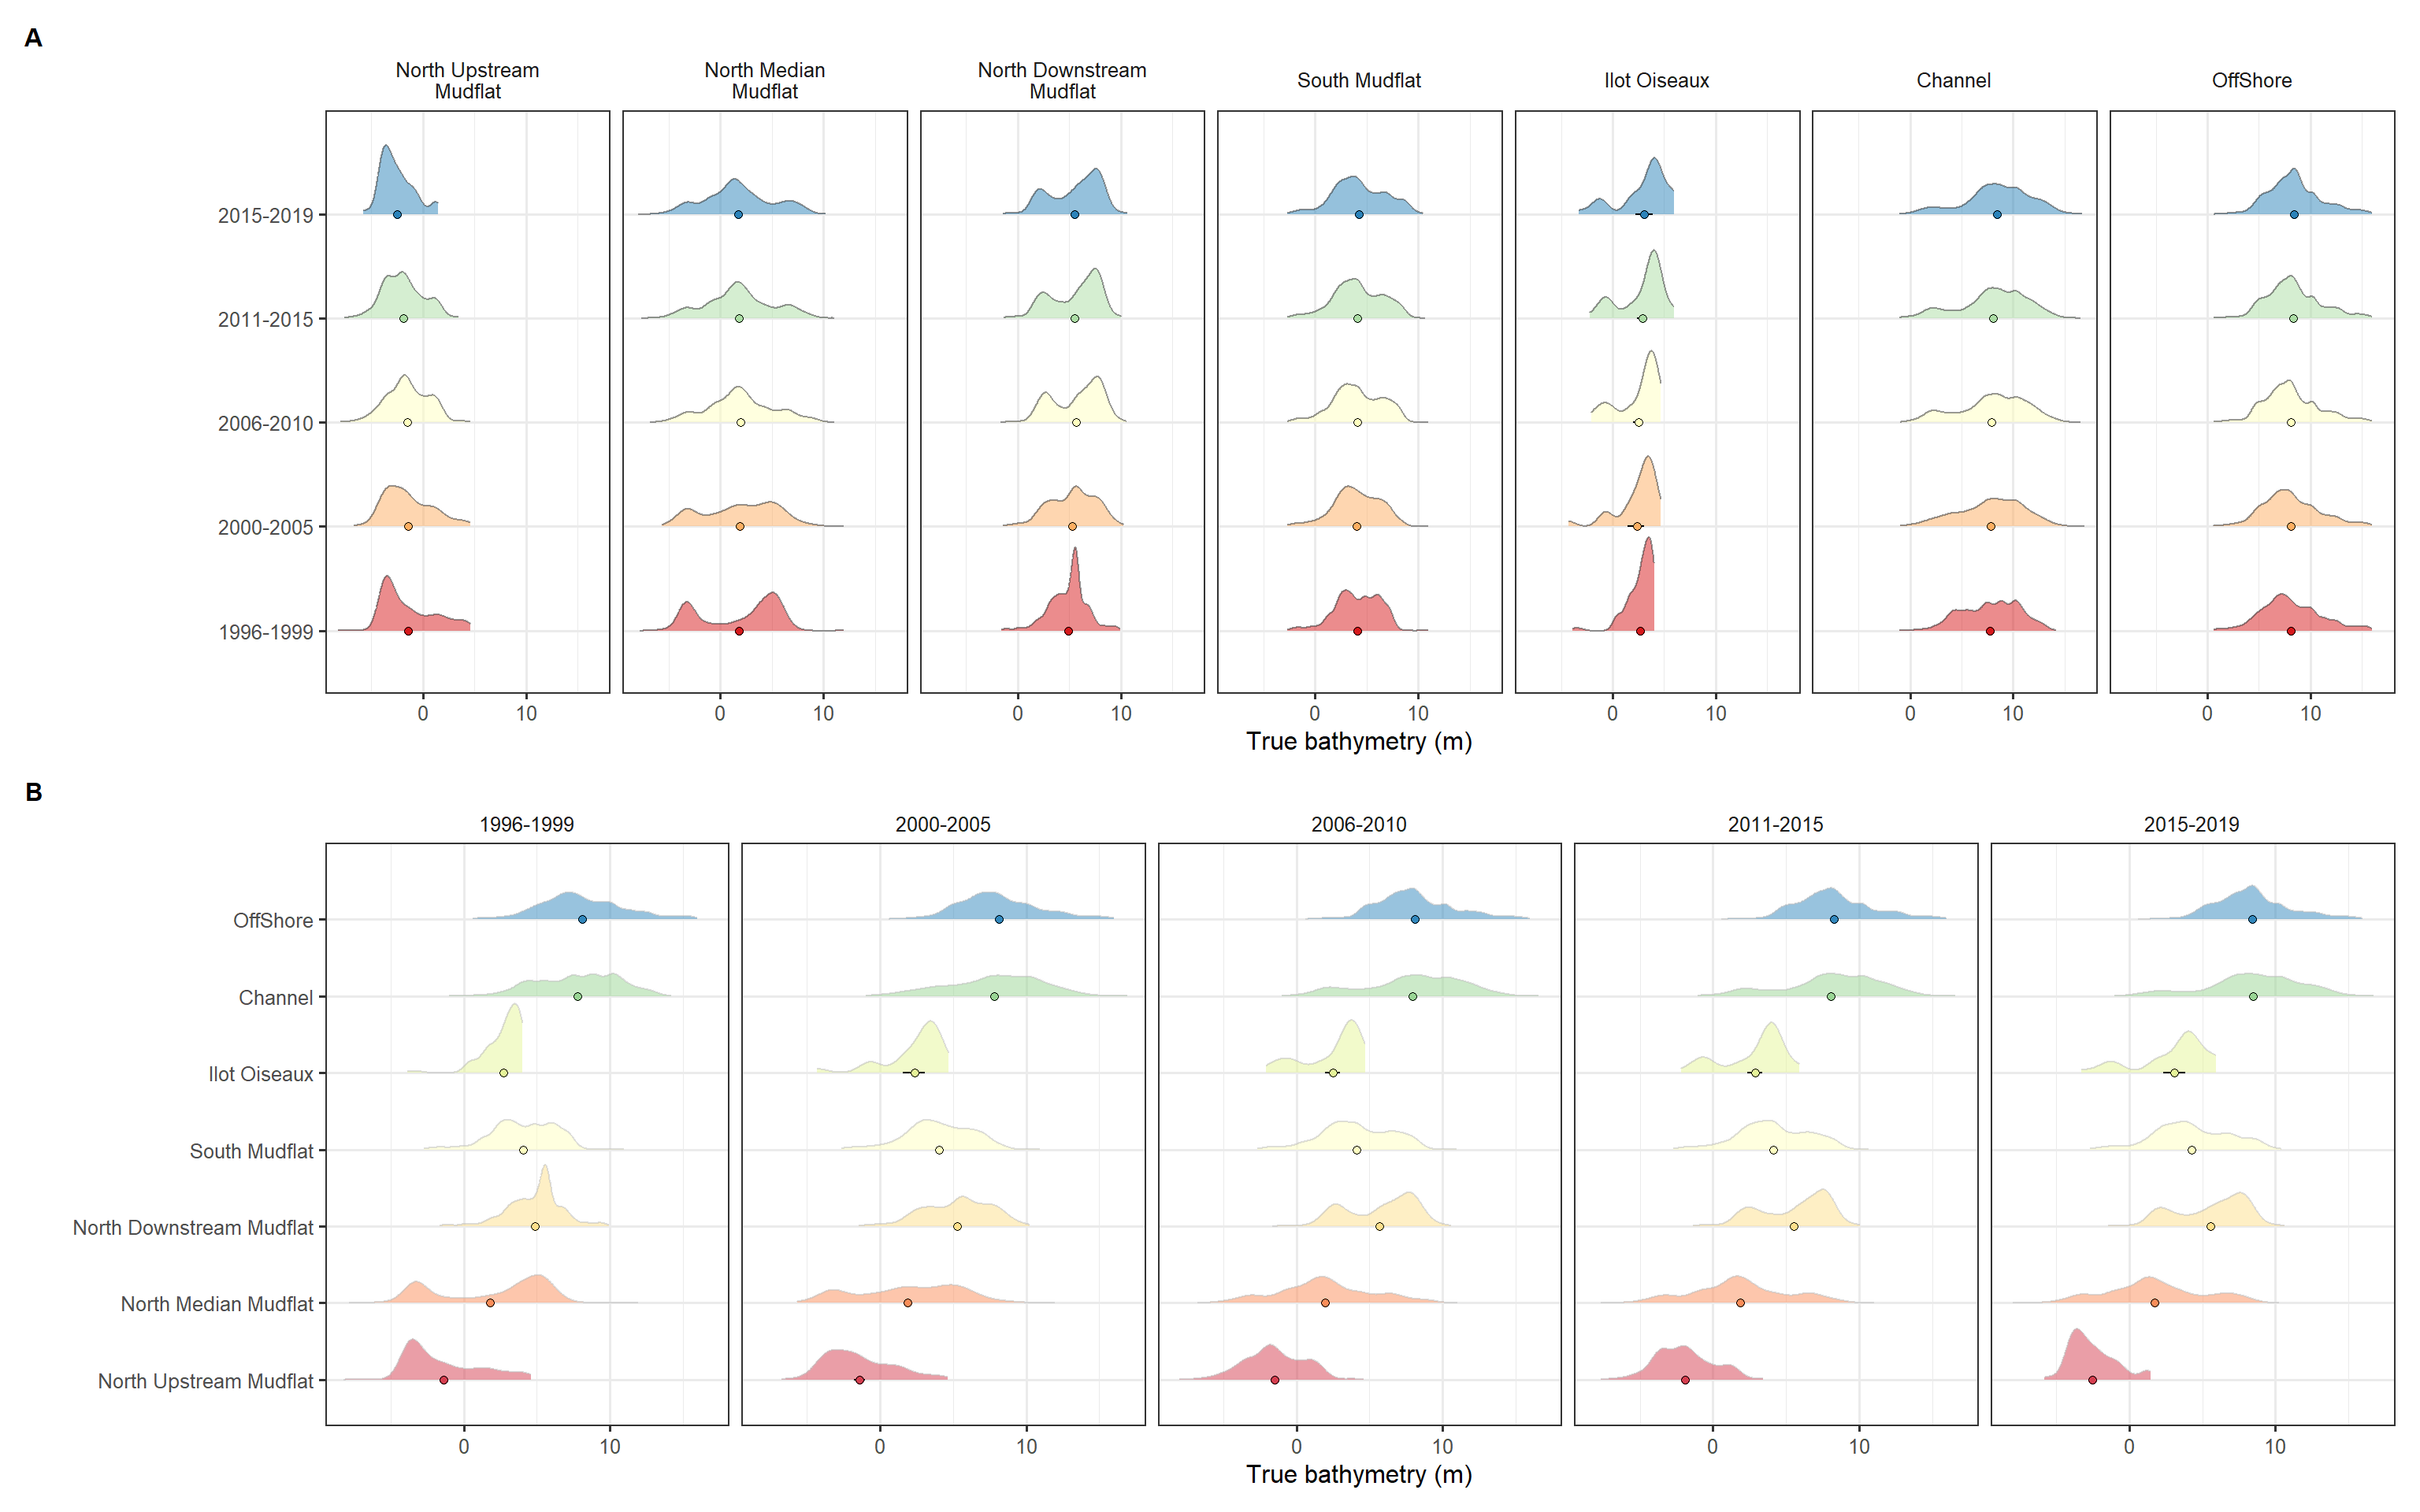 A
North Upstream
Mudflat
North Median
Mudflat
North Downstream
Mudflat
South Mudflat
Ilot Oiseaux
Channel
OffShore
2015-2019
2011-2015
2006-2010
2000-2005
1996-1999
0 10 0 10 0 10 0 10 0 10 0 10 0 10
True bathymetry (m)
B
1996-1999 2000-2005 2006-2010 2011-2015 2015-2019
OffShore
Channel
Ilot Oiseaux
South Mudflat
North Downstream Mudflat
North Median Mudflat
North Upstream Mudflat
0 10 0 10 0 10 0 10 0 10
True bathymetry (m)